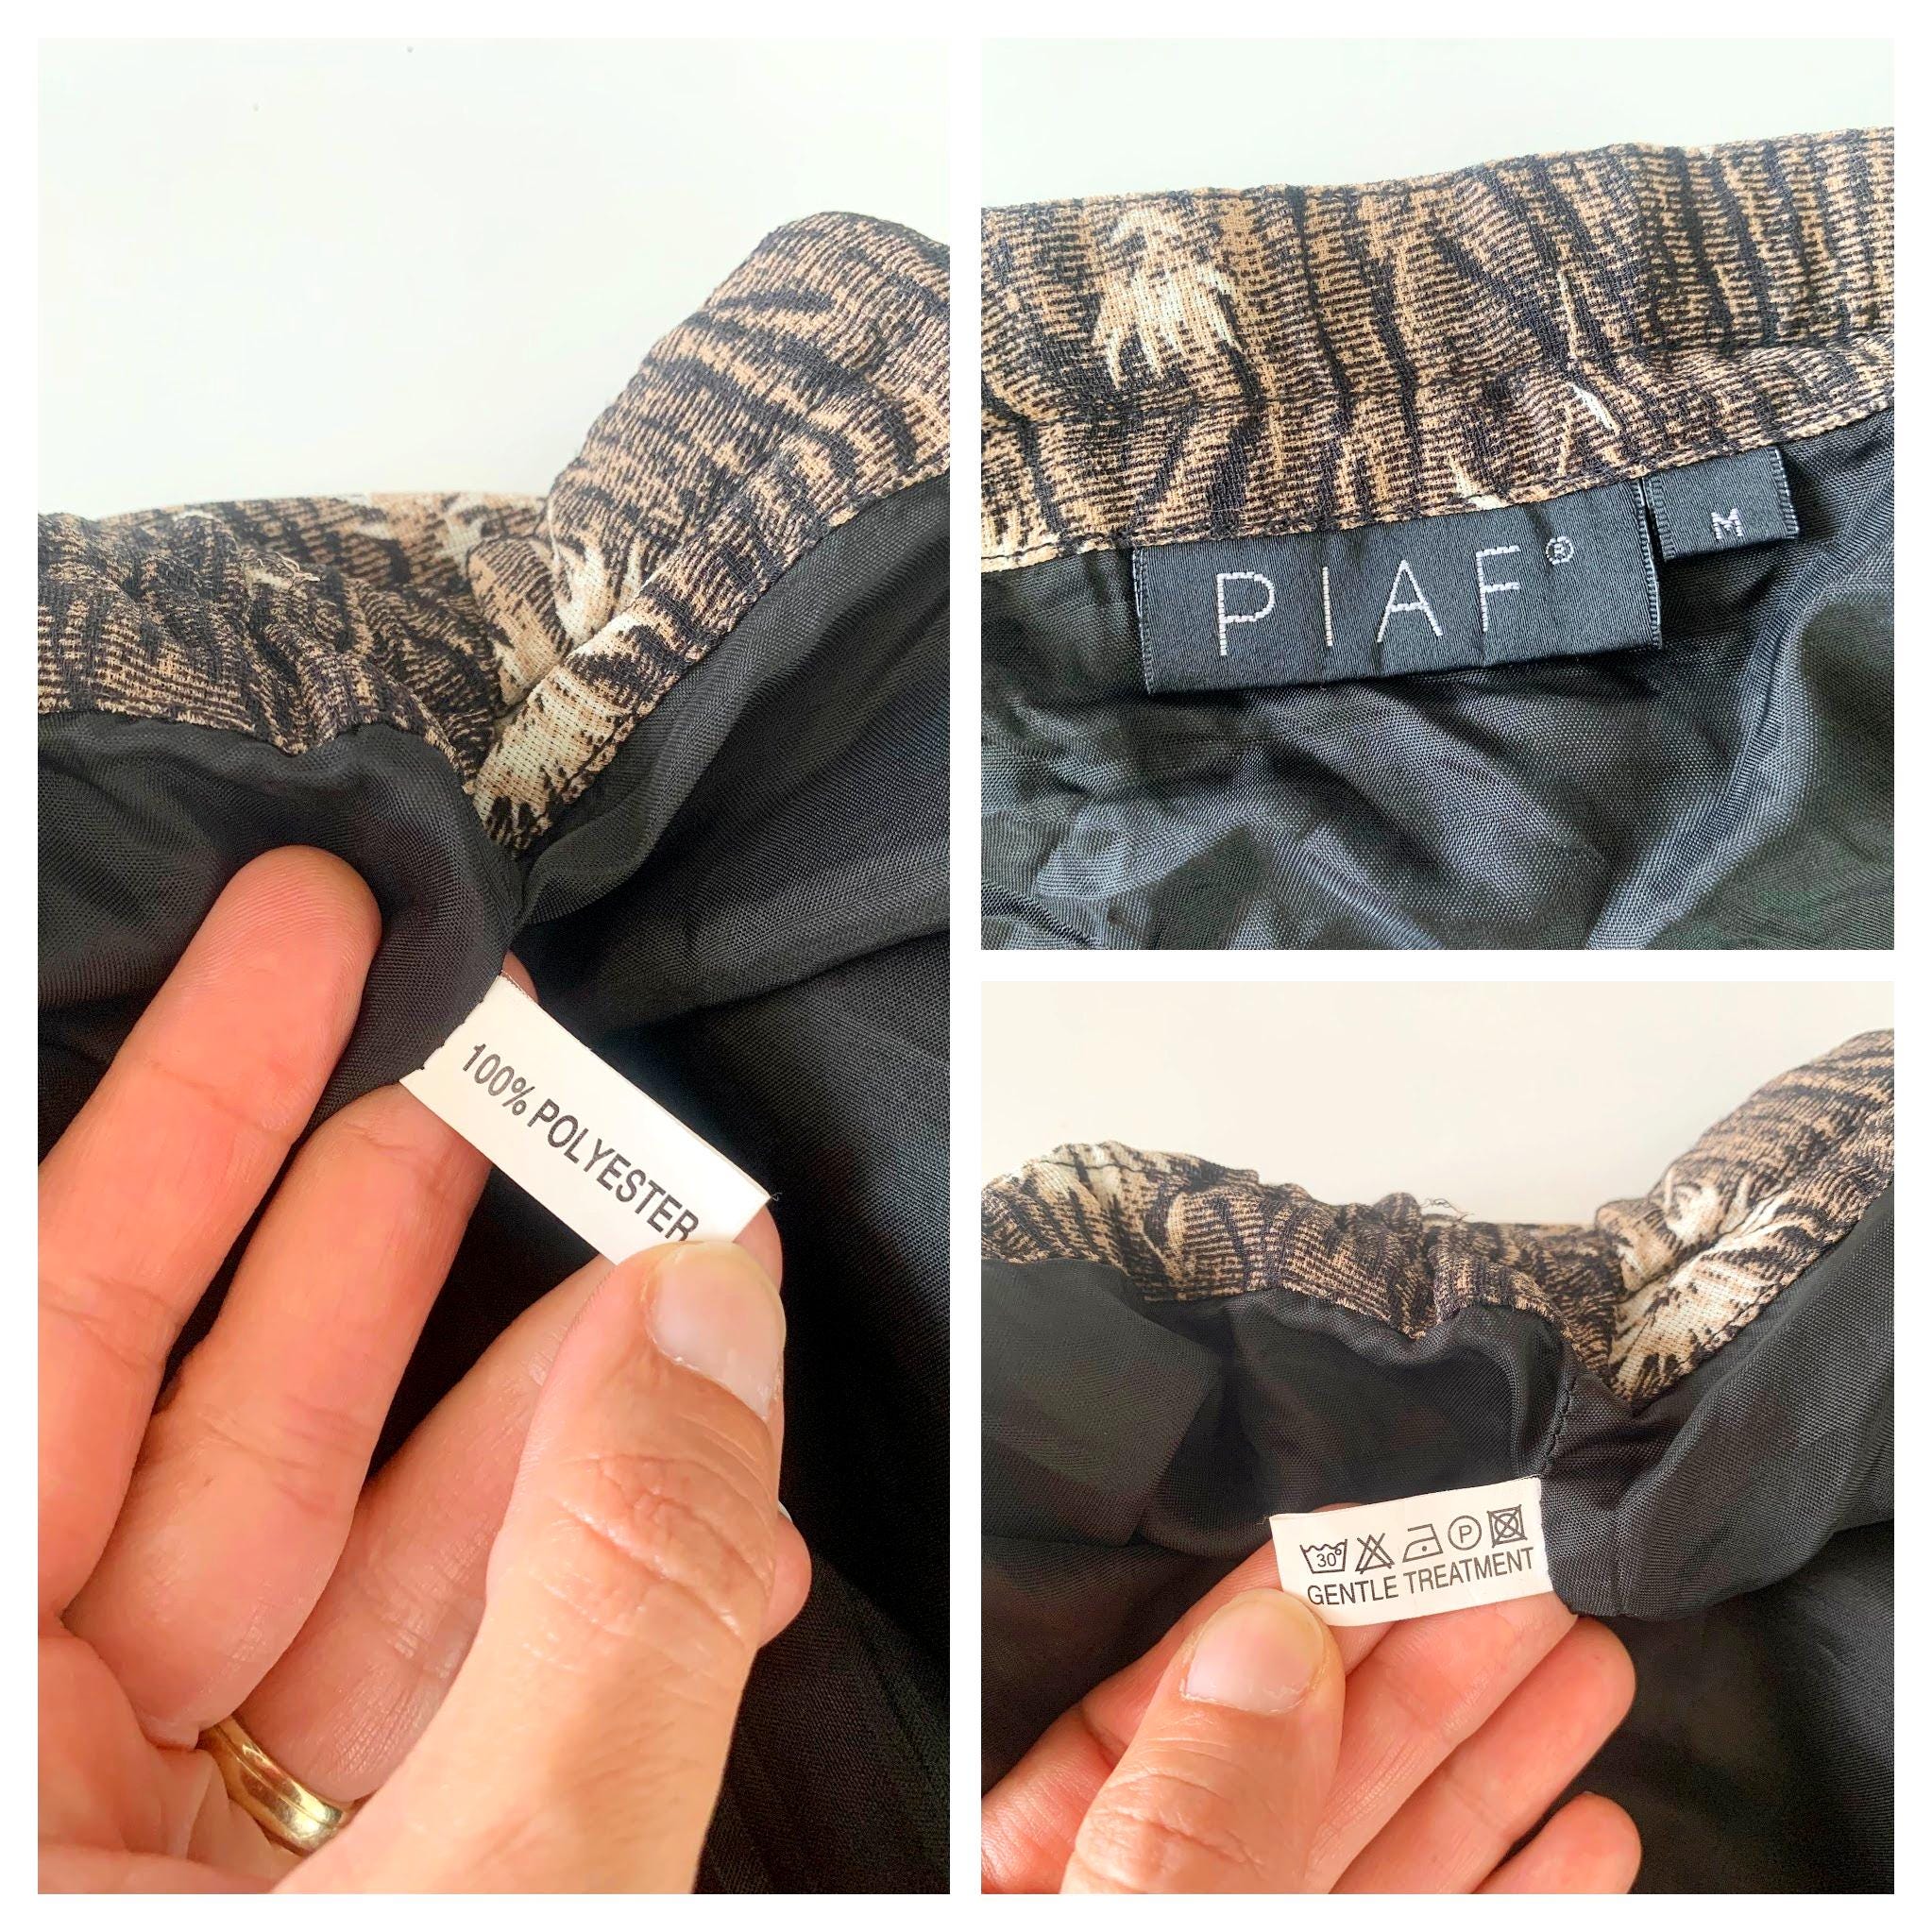 100% POLYESTER
PIAF®
M
30°
P
GENTLE TREATMENT